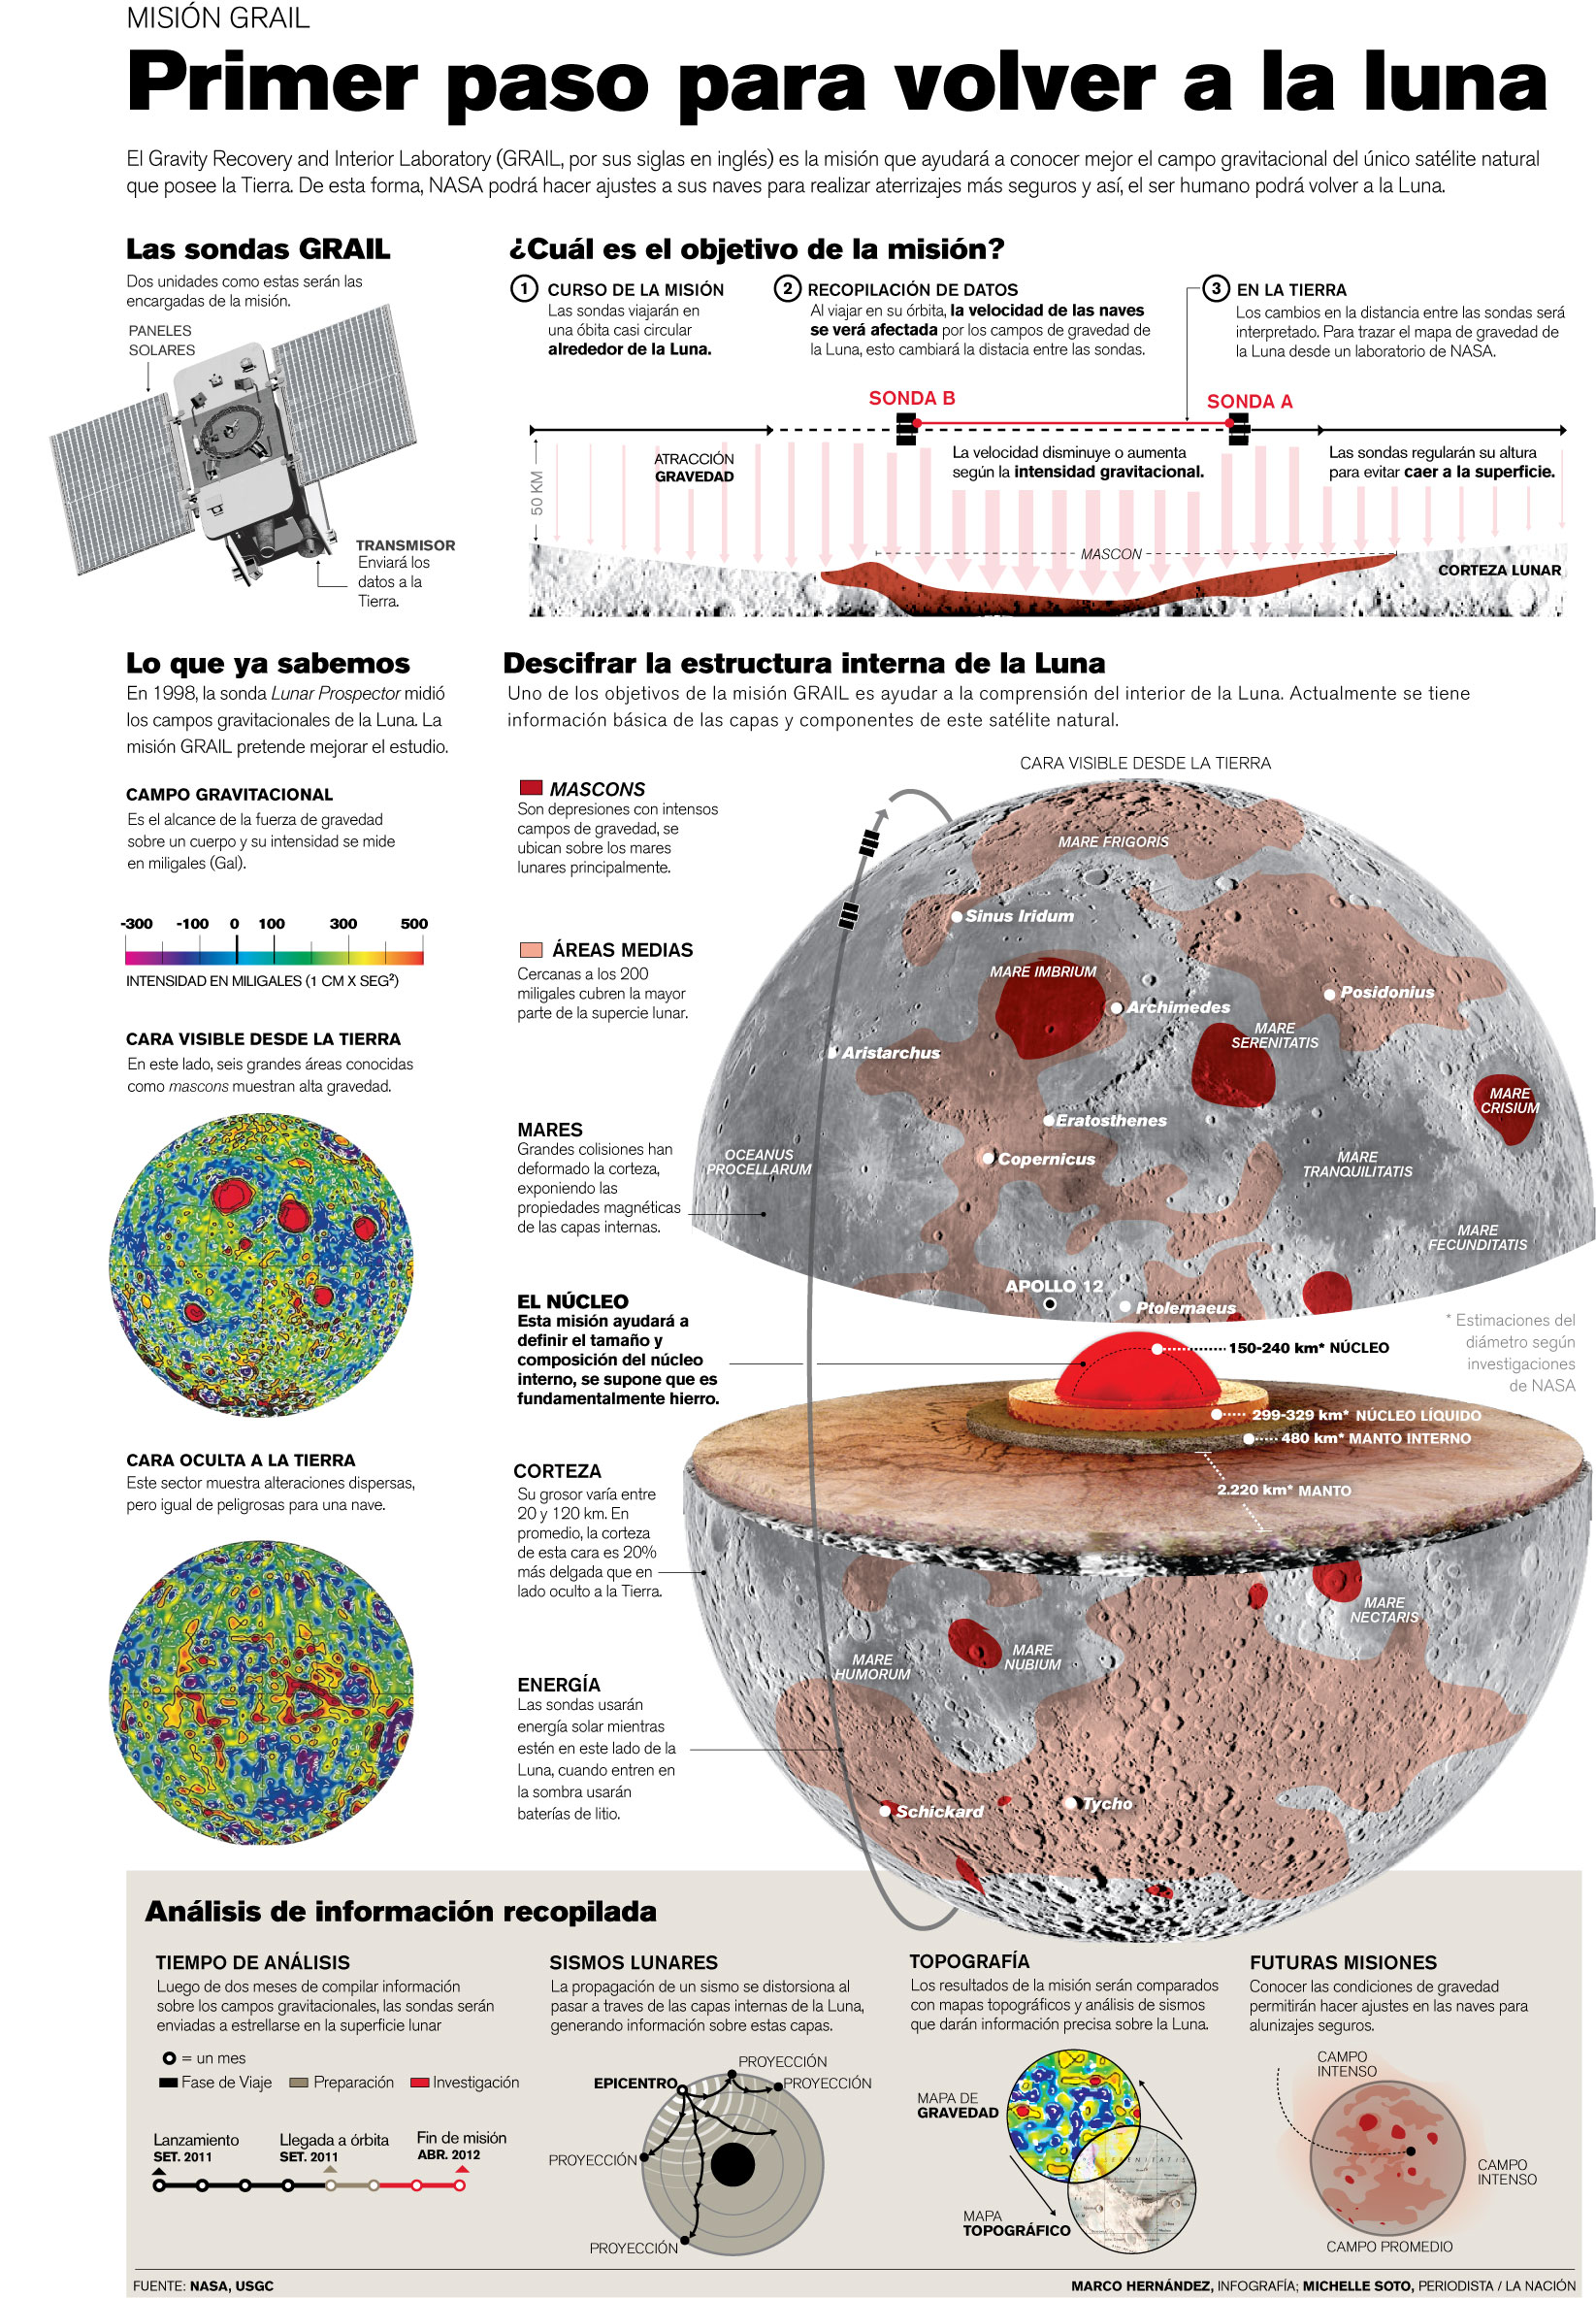 MISIÓN GRAIL
Primer paso para volver a la luna
El Gravity Recovery and Interior Laboratory (GRAIL, por sus siglas en inglés) es la misión que ayudará a conocer mejor el campo gravitacional del único satélite natural
que posee la Tierra. De esta forma, NASA podrá hacer ajustes a sus naves para realizar aterrizajes más seguros y así, el ser humano podrá volver a la Luna.
Las sondas GRAIL
Dos unidades como estas serán las
encargadas de la misión.
PANELES
SOLARES
TRANSMISOR
Enviará los
datos a la
Tierra.
¿Cuál es el objetivo de la misión?
1 CURSO DE LA MISIÓN
Las sondas viajarán en
una óbita casi circular
alrededor de la Luna.
2 RECOPILACIÓN DE DATOS
Al viajar en su órbita, la velocidad de las naves
se verá afectada por los campos de gravedad de
la Luna, esto cambiará la distacia entre las sondas.
3 EN LA TIERRA
Los cambios en la distancia entre las sondas será
interpretado. Para trazar el mapa de gravedad de
la Luna desde un laboratorio de NASA.
SONDA B
SONDA A
50 KM
ATRACCIÓN
GRAVEDAD
La velocidad disminuye o aumenta
según la intensidad gravitacional.
Las sondas regularán su altura
para evitar caer a la superficie.
MASCON
CORTEZA LUNAR
Lo que ya sabemos
En 1998, la sonda Lunar Prospector midió
los campos gravitacionales de la Luna. La
misión GRAIL pretende mejorar el estudio.
CAMPO GRAVITACIONAL
Es el alcance de la fuerza de gravedad
sobre un cuerpo y su intensidad se mide
en miligales (Gal).
-300 -100 0 100 300 500
INTENSIDAD EN MILIGALES (1 CM X SEG²)
CARA VISIBLE DESDE LA TIERRA
En este lado, seis grandes áreas conocidas
como mascons muestran alta gravedad.
CARA OCULTA A LA TIERRA
Este sector muestra alteraciones dispersas,
pero igual de peligrosas para una nave.
Descifrar la estructura interna de la Luna
Uno de los objetivos de la misión GRAIL es ayudar a la comprensión del interior de la Luna. Actualmente se tiene
información básica de las capas y componentes de este satélite natural.
MASCONS
Son depresiones con intensos
campos de gravedad, se
ubican sobre los mares
lunares principalmente.
ÁREAS MEDIAS
Cercanas a los 200
miligales cubren la mayor
parte de la supercie lunar.
MARES
Grandes colisiones han
deformado la corteza,
exponiendo las
propiedades magnéticas
de las capas internas.
EL NÚCLEO
Esta misión ayudará a
definir el tamaño y
composición del núcleo
interno, se supone que es
fundamentalmente hierro.
CORTEZA
Su grosor varía entre
20 y 120 km. En
promedio, la corteza
de esta cara es 20%
más delgada que en
lado oculto a la Tierra.
ENERGÍA
Las sondas usarán
energía solar mientras
estén en este lado de la
Luna, cuando entren en
la sombra usarán
baterías de litio.
CARA VISIBLE DESDE LA TIERRA
MARE FRIGORIS
Sinus Iridum
MARE IMBRIUM
Archimedes
Posidonius
MARE
SERENITATIS
Aristarchus
MARE
CRISIUM
Eratosthenes
OCEANUS
PROCELLARUM
Copernicus
MARE
TRANQUILITATIS
MARE
FECUNDITATIS
APOLLO 12
Ptolemaeus
* Estimaciones del
diámetro según
investigaciones
de NASA
150-240 km* NÚCLEO
299-329 km* NÚCLEO LÍQUIDO
480 km* MANTO INTERNO
2.220 km* MANTO
MARE
NECTARIS
MARE
NUBIUM
MARE
HUMORUM
Schickard
Tycho
Análisis de información recopilada
TIEMPO DE ANÁLISIS
Luego de dos meses de compilar información
sobre los campos gravitacionales, las sondas serán
enviadas a estrellarse en la superficie lunar
= un mes
Fase de Viaje Preparación Investigación
Lanzamiento
SET. 2011
Llegada a órbita
SET. 2011
Fin de misión
ABR. 2012
SISMOS LUNARES
La propagación de un sismo se distorsiona al
pasar a traves de las capas internas de la Luna,
generando información sobre estas capas.
PROYECCIÓN
EPICENTRO
PROYECCIÓN
PROYECCIÓN
PROYECCIÓN
TOPOGRAFÍA
Los resultados de la misión serán comparados
con mapas topográficos y análisis de sismos
que darán información precisa sobre la Luna.
MAPA DE
GRAVEDAD
MAPA
TOPOGRÁFICO
FUTURAS MISIONES
Conocer las condiciones de gravedad
permitirán hacer ajustes en las naves para
alunizajes seguros.
CAMPO
INTENSO
CAMPO
INTENSO
CAMPO PROMEDIO
FUENTE: NASA, USGC
MARCO HERNÁNDEZ, INFOGRAFÍA; MICHELLE SOTO, PERIODISTA / LA NACIÓN